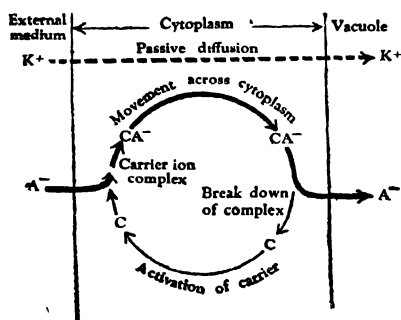 External
medium
Cytoplasm
Vacuole
Passive diffusion
K+
K+
Movement across cytoplasm
CA−
CA−
Carrier ion
complex
A−
Break down
of complex
A−
C
C
Activation of carrier